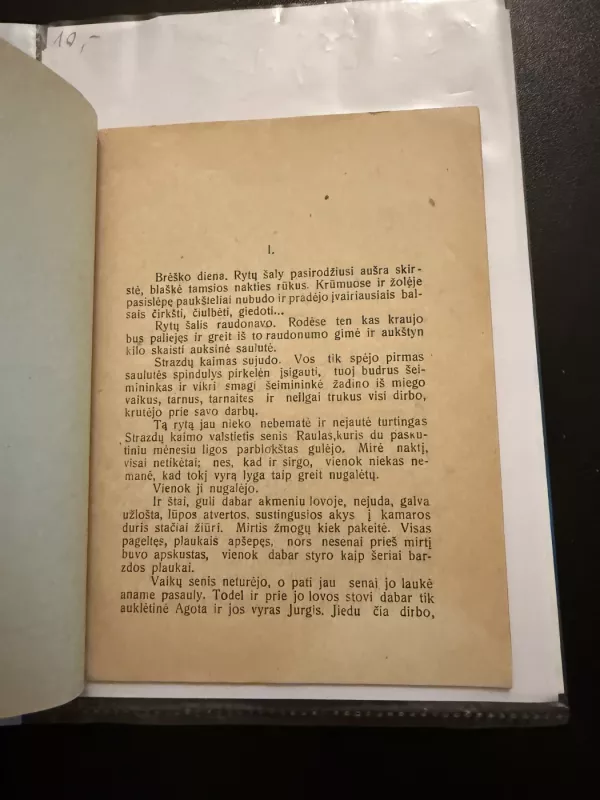 10,-
I.
Brėško diena. Rytų šaly pasirodžiusi aušra skir-
stė, blaškė tamsios nakties rūkus. Krūmuose ir žolėje
pasislėpę paukšteliai nubudo ir pradėjo įvairiausiais bal-
sais čirkšti, čiulbėti, giedoti...
Rytų šalis raudonavo. Rodėse ten kas kraujo
bus paliejęs ir greit iš to raudonumo gimė ir aukštyn
kilo skaisti auksinė saulutė.
Strazdų kaimas sujudo. Vos tik spėjo pirmas
saulutės spindulys pirkelėn įsigauti, tuoj budrus šei-
mininkas ir vikri smagi šeimininkė žadino iš miego
vaikus, tarnus, tarnaites ir neilgai trukus visi dirbo,
krutėjo prie savo darbų.
Tą rytą jau nieko nebematė ir nejautė turtingas
Strazdų kaimo valstietis senis Raulas,kuris du pasku-
tiniu mėnesiu ligos parblokštas gulėjo. Mirė naktį,
visai netikėtai; nes, kad ir sirgo, vienok niekas ne-
manė, kad tokį vyrą lyga taip greit nugalėtų.
Vienok ji nugalėjo.
Ir štai, guli dabar akmeniu lovoje, nejuda, galva
užlošta, lūpos atvertos, sustingusios akys į kamaros
duris stačiai žiūri. Mirtis žmogų kiek pakeitė. Visas
pageltęs, plaukais apšepęs, nors nesenai prieš mirtį
buvo apskustas, vienok dabar styro kaip šeriai bar-
zdos plaukai.
Vaikų senis neturėjo, o pati jau senai jo laukė
aname pasauly. Todel ir prie jo lovos stovi dabar tik
auklėtinė Agota ir jos vyras Jurgis. Jiedu čia dirbo,